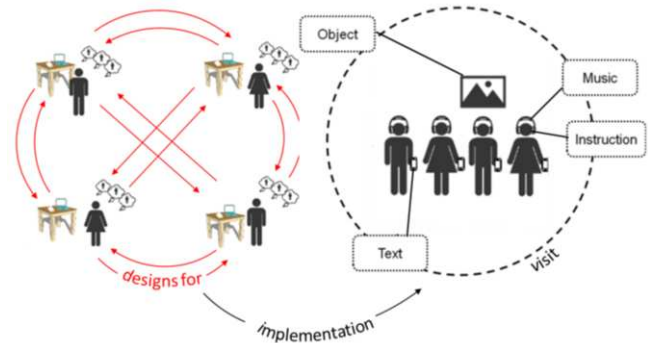 Object
Music
Instruction
Text
visit
designs for
implementation